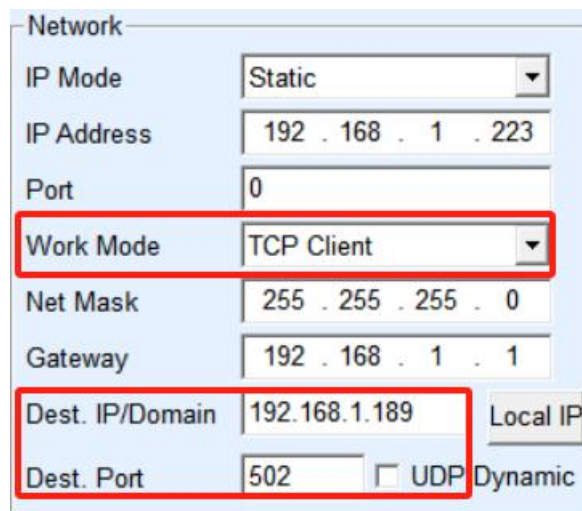 Network
IP Mode Static
IP Address 192 . 168 . 1 . 223
Port 0
Work Mode TCP Client
Net Mask 255 . 255 . 255 . 0
Gateway 192 . 168 . 1 . 1
Dest. IP/Domain 192.168.1.189 Local IP
Dest. Port 502 UDP Dynamic